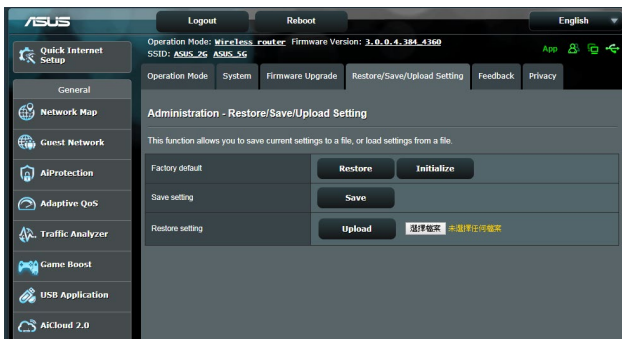 ASUS
Logout
Reboot
English
Quick Internet
Setup
Operation Mode: Wireless router Firmware Version: 3.0.0.4.384_4360
SSID: ASUS_2G ASUS_5G
App
Operation Mode
System
Firmware Upgrade
Restore/Save/Upload Setting
Feedback
Privacy
General
Network Map
Guest Network
AiProtection
Adaptive QoS
Traffic Analyzer
Game Boost
USB Application
AiCloud 2.0
Administration - Restore/Save/Upload Setting
This function allows you to save current settings to a file, or load settings from a file.
Factory default
Restore
Initialize
Save setting
Save
Restore setting
Upload
選擇檔案 未選擇任何檔案